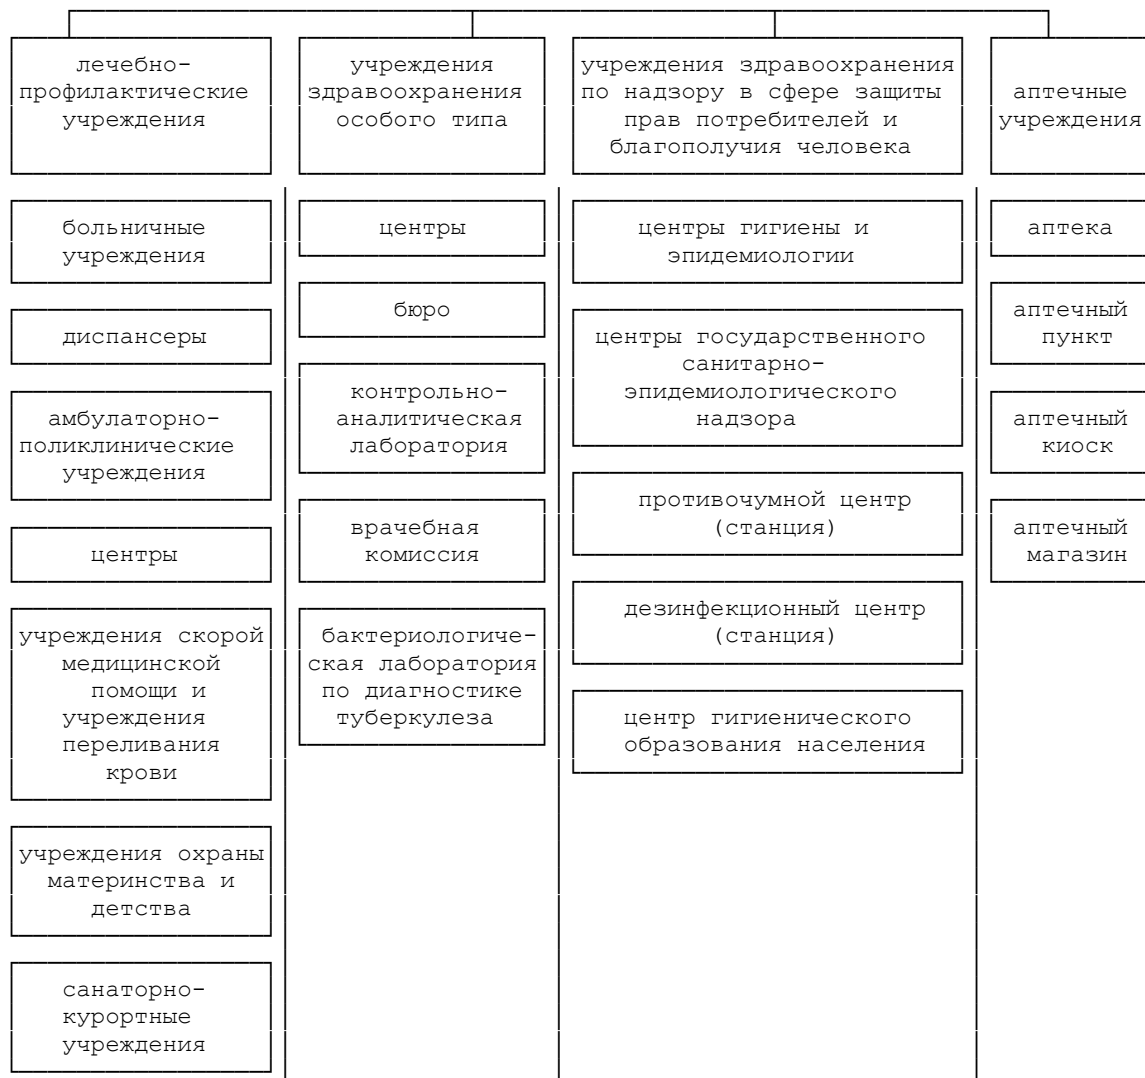 лечебно-
профилактические
учреждения
учреждения
здравоохранения
особого типа
учреждения здравоохранения
по надзору в сфере защиты
прав потребителей и
благополучия человека
аптечные
учреждения
больничные
учреждения
диспансеры
амбулаторно-
поликлинические
учреждения
центры
учреждения скорой
медицинской
помощи и
учреждения
переливания
крови
учреждения охраны
материнства и
детства
санаторно-
курортные
учреждения
центры
бюро
контрольно-
аналитическая
лаборатория
врачебная
комиссия
бактериологиче-
ская лаборатория
по диагностике
туберкулеза
центры гигиены и
эпидемиологии
центры государственного
санитарно-
эпидемиологического
надзора
противочумной центр
(станция)
дезинфекционный центр
(станция)
центр гигиенического
образования населения
аптека
аптечный
пункт
аптечный
киоск
аптечный
магазин